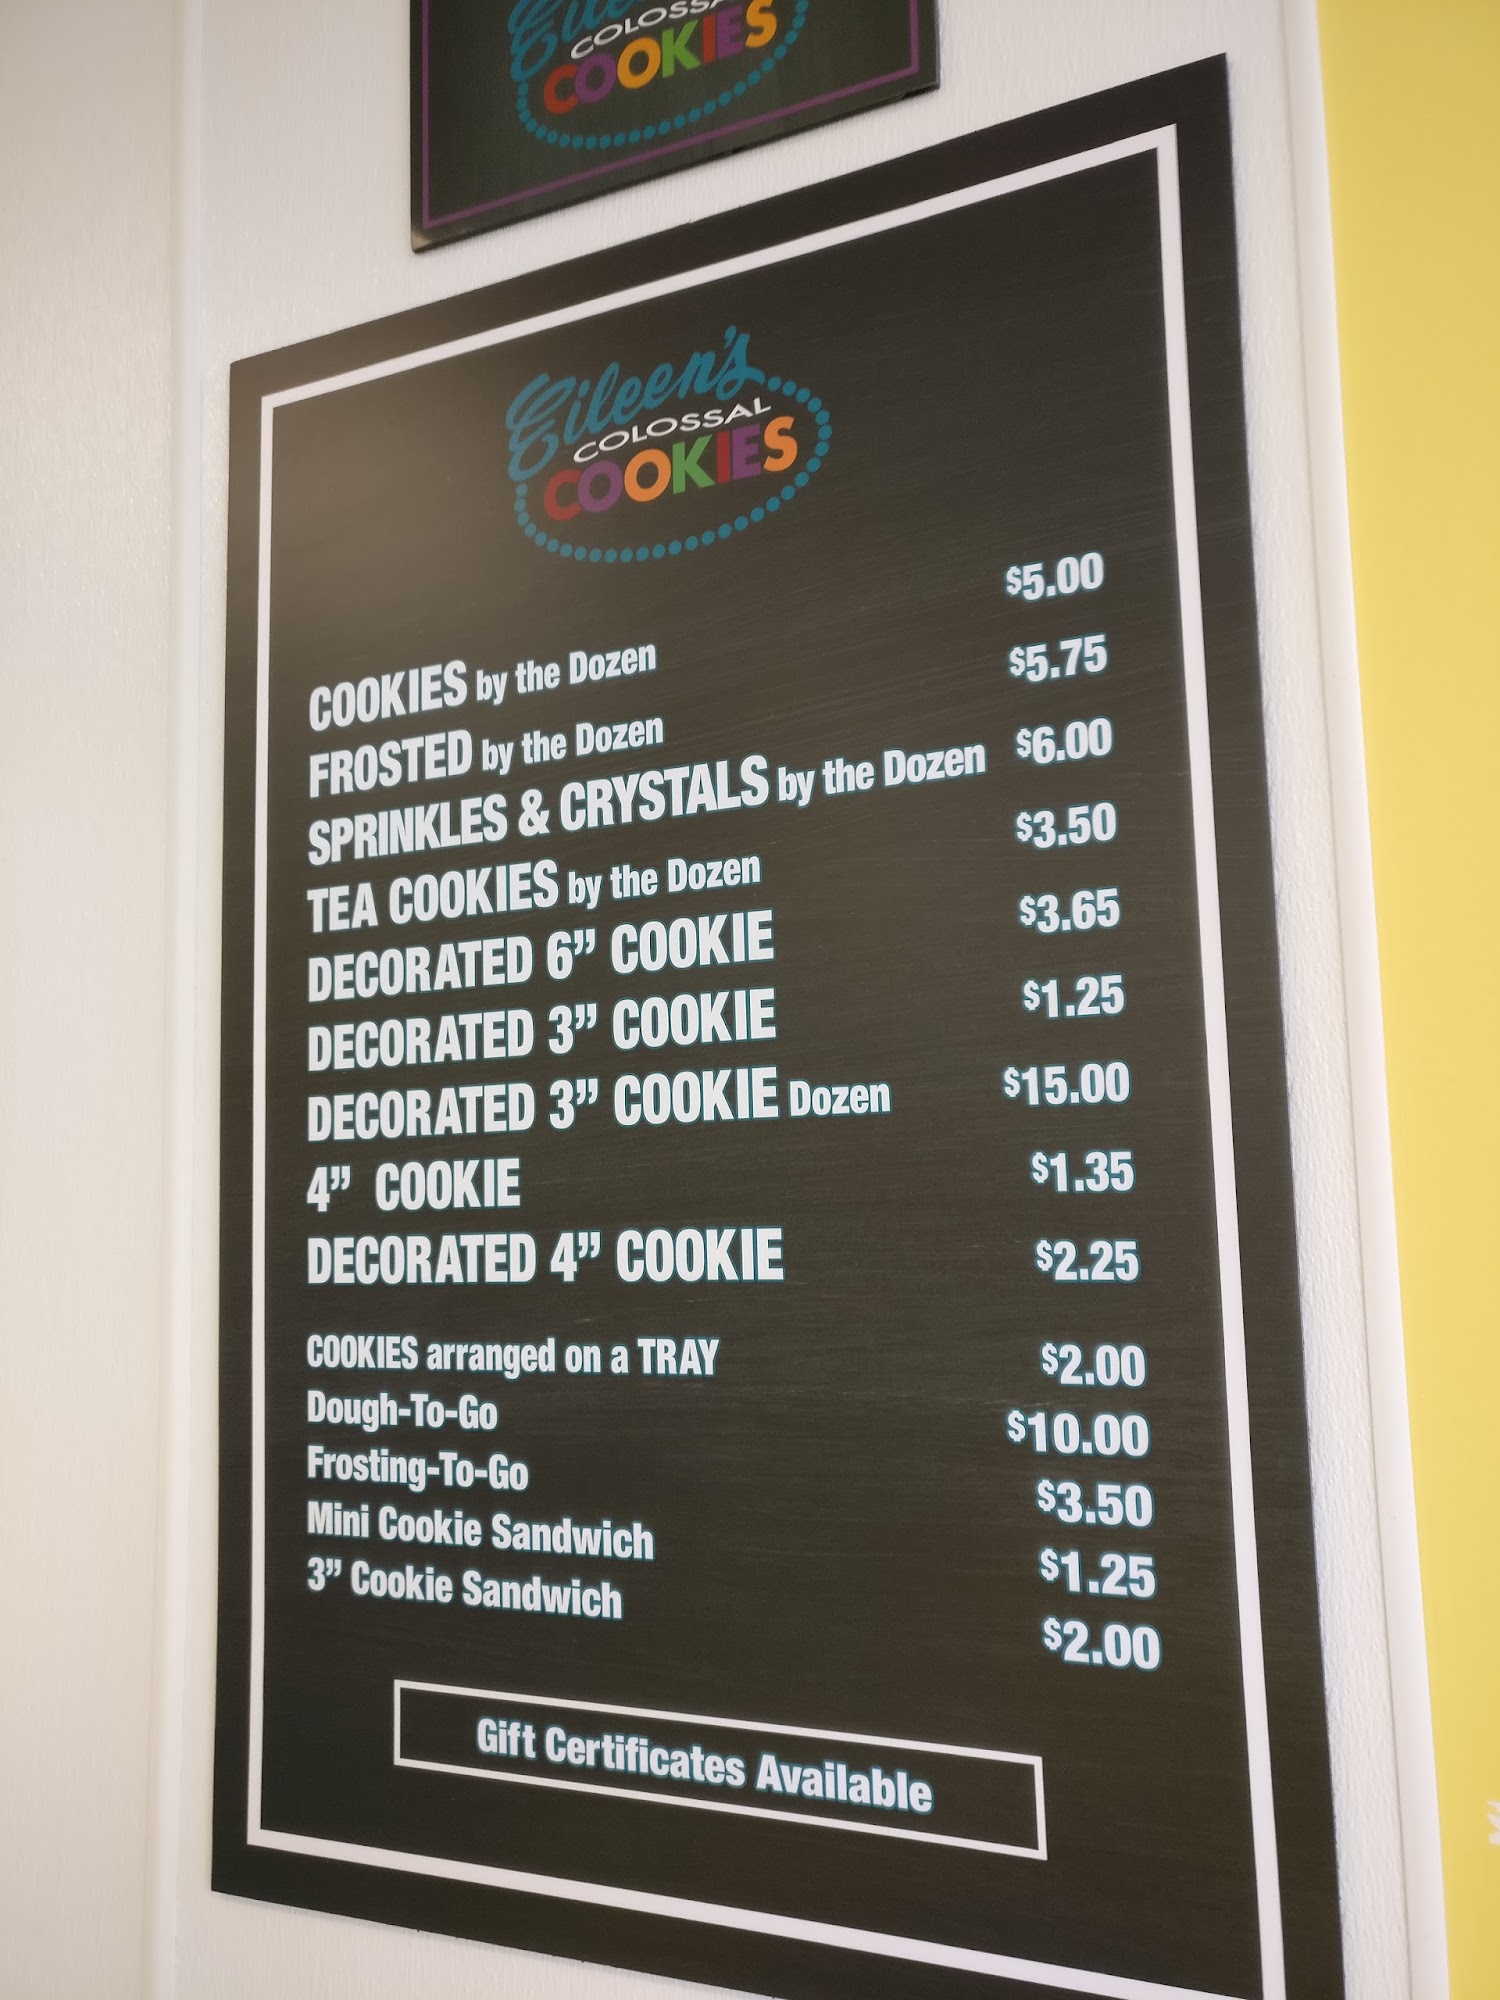 Eileen's
COLOSSAL
COOKIES
Eileen's
COLOSSAL
COOKIES
COOKIES by the Dozen $5.00
FROSTED by the Dozen $5.75
SPRINKLES & CRYSTALS by the Dozen $6.00
TEA COOKIES by the Dozen $3.50
DECORATED 6” COOKIE $3.65
DECORATED 3” COOKIE $1.25
DECORATED 3” COOKIE Dozen $15.00
4” COOKIE $1.35
DECORATED 4” COOKIE $2.25
COOKIES arranged on a TRAY $2.00
Dough-To-Go $10.00
Frosting-To-Go $3.50
Mini Cookie Sandwich $1.25
3” Cookie Sandwich $2.00
Gift Certificates Available